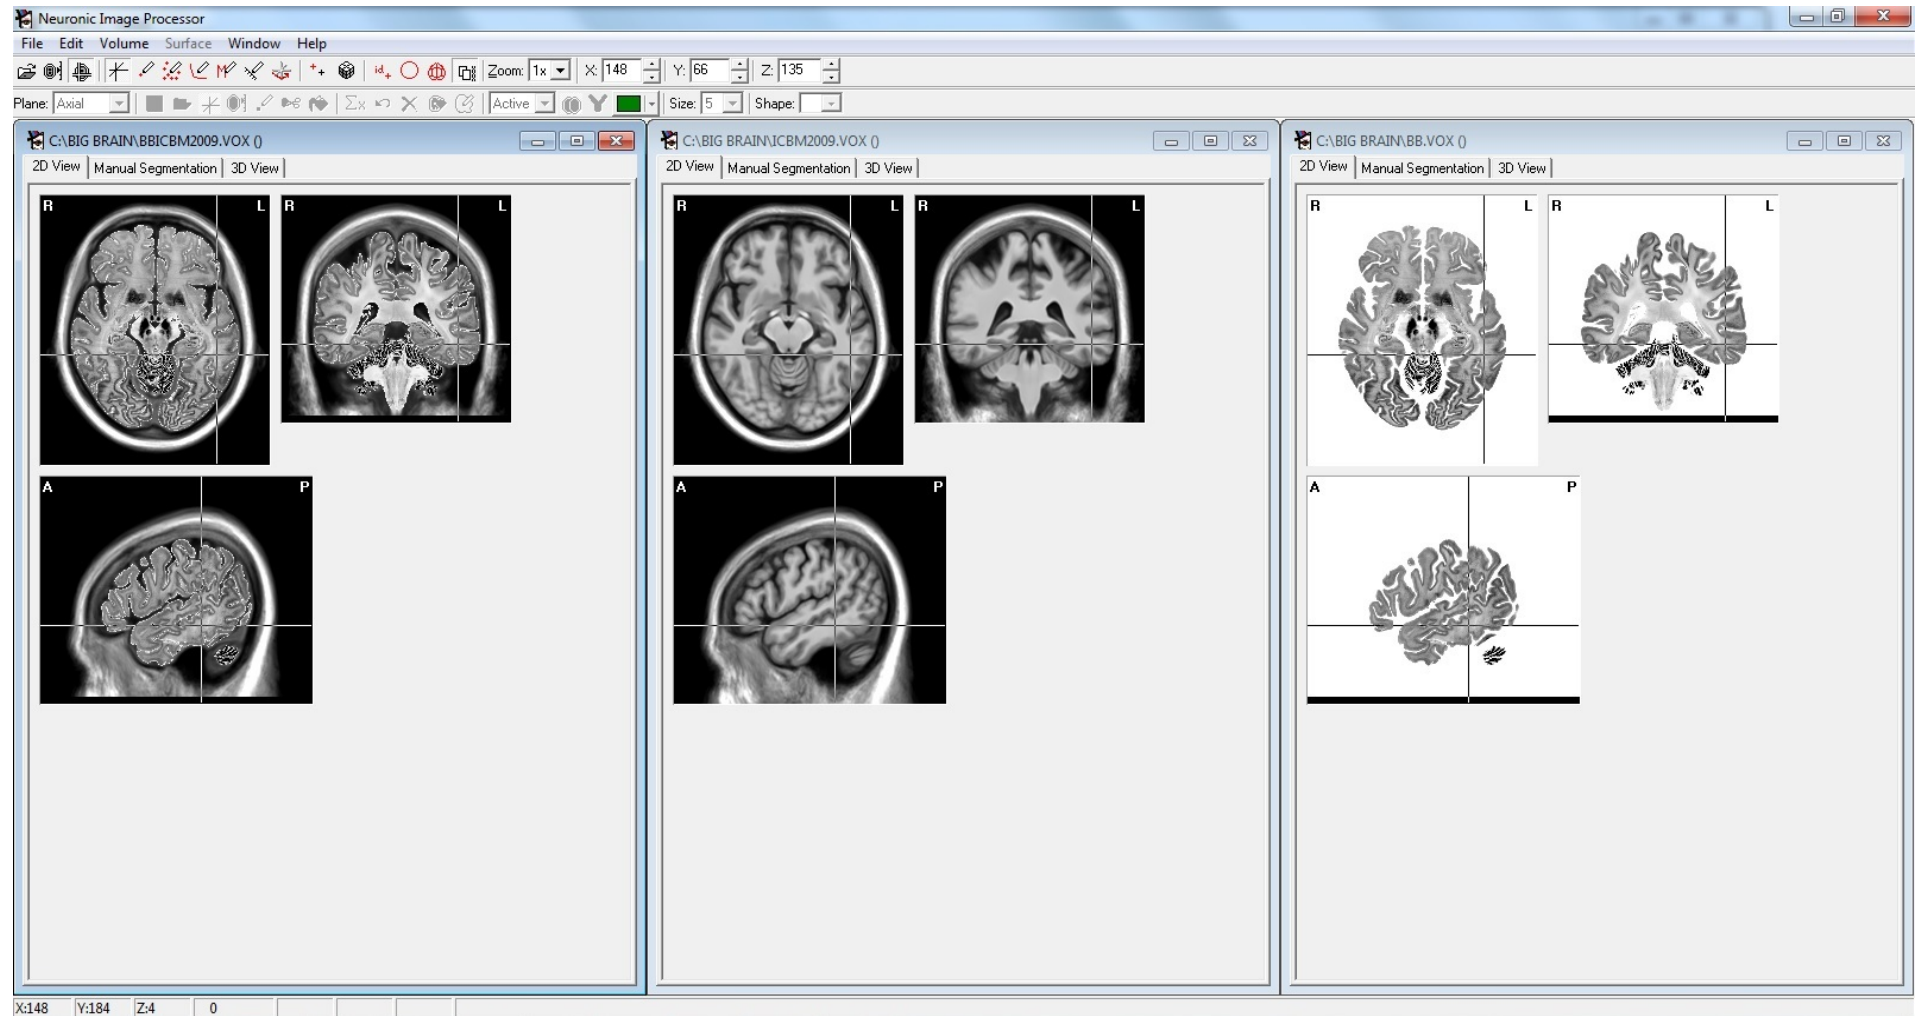 Neuronic Image Processor
File Edit Volume Surface Window Help
id+ Zoom: 1x X: 148 Y: 66 Z: 135
Plane: Axial Σx Active Size: 5 Shape:
C:\BIG BRAIN\BBICBM2009.VOX ()
2D View Manual Segmentation 3D View
R L R L
A P
C:\BIG BRAIN\ICBM2009.VOX ()
2D View Manual Segmentation 3D View
R L R L
A P
C:\BIG BRAIN\BB.VOX ()
2D View Manual Segmentation 3D View
R L R L
A P
X:148 Y:184 Z:4 0